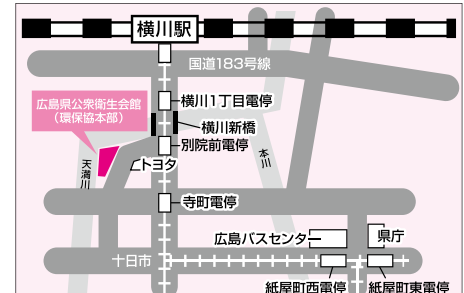 横川駅
国道183号線
広島県公衆衛生会館
（環保協本部）
横川1丁目電停
横川新橋
別院前電停
天満川
トヨタ
本川
寺町電停
広島バスセンター
県庁
十日市
紙屋町西電停
紙屋町東電停